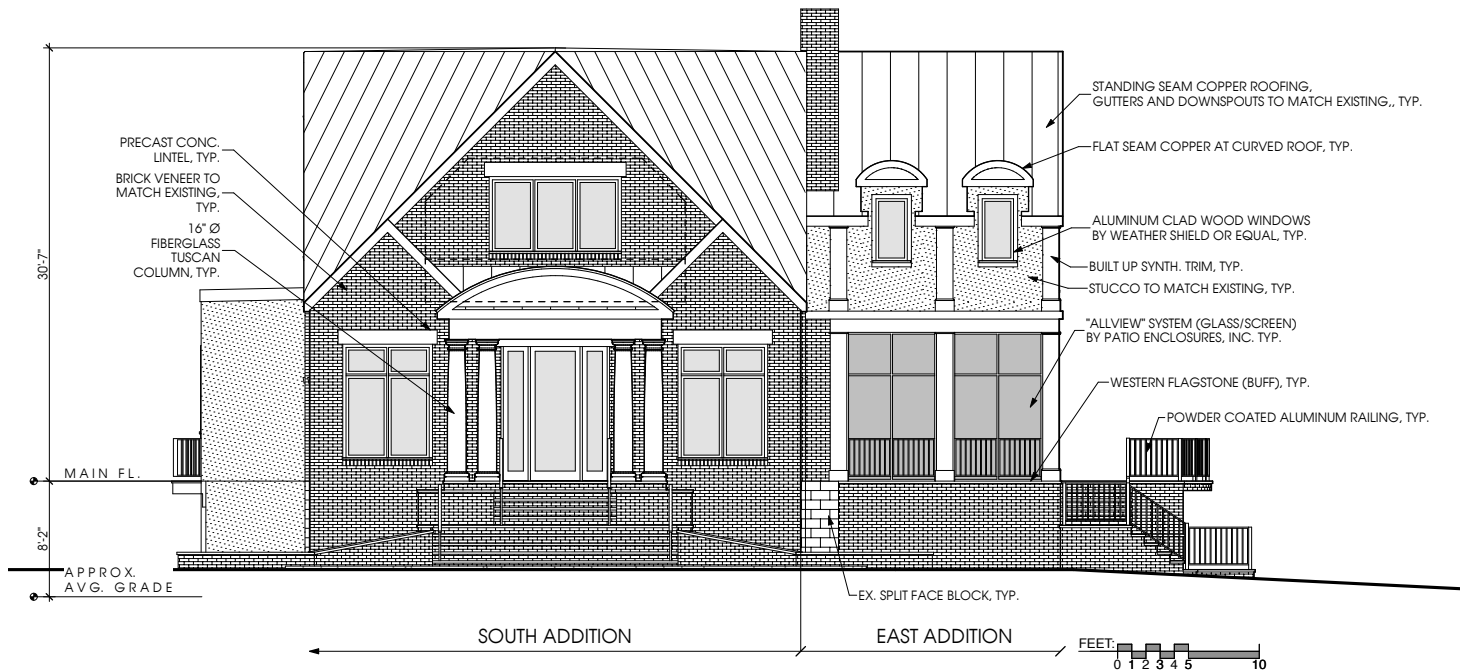 STANDING SEAM COPPER ROOFING,
GUTTERS AND DOWNSPOUTS TO MATCH EXISTING,, TYP.
PRECAST CONC.
LINTEL, TYP.
FLAT SEAM COPPER AT CURVED ROOF, TYP.
BRICK VENEER TO
MATCH EXISTING,
TYP.
16" Ø
FIBERGLASS
TUSCAN
COLUMN, TYP.
ALUMINUM CLAD WOOD WINDOWS
BY WEATHER SHIELD OR EQUAL, TYP.
30'-7"
BUILT UP SYNTH. TRIM, TYP.
STUCCO TO MATCH EXISTING, TYP.
"ALLVIEW" SYSTEM (GLASS/SCREEN)
BY PATIO ENCLOSURES, INC. TYP.
WESTERN FLAGSTONE (BUFF), TYP.
POWDER COATED ALUMINUM RAILING, TYP.
MAIN FL.
8'-2"
APPROX.
AVG. GRADE
EX. SPLIT FACE BLOCK, TYP.
SOUTH ADDITION
EAST ADDITION
FEET:
0 1 2 3 4 5 10